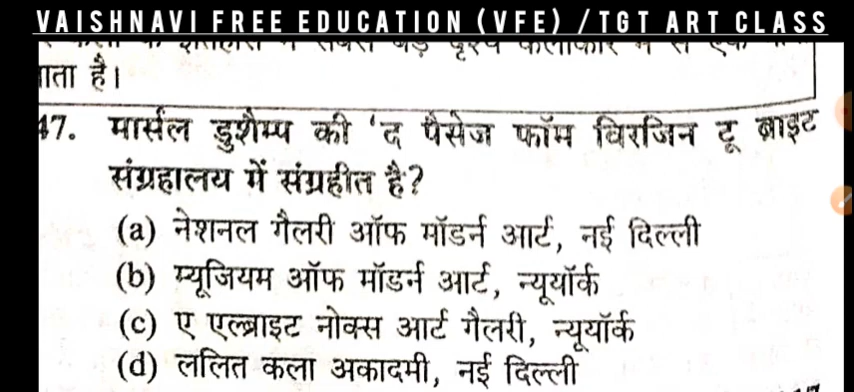 VAISHNAVI FREE EDUCATION (VFE) / TGT ART CLASS
है।
47. मार्सल डुशैम्प की 'द पैसेज फॉम विरजिन टू ब्राइट
संग्रहालय में संग्रहीत है?
(a) नेशनल गैलरी ऑफ मॉडर्न आर्ट, नई दिल्ली
(b) म्यूजियम ऑफ मॉडर्न आर्ट, न्यूयॉर्क
(c) ए एल्ब्राइट नोक्स आर्ट गैलरी, न्यूयॉर्क
(d) ललित कला अकादमी, नई दिल्ली